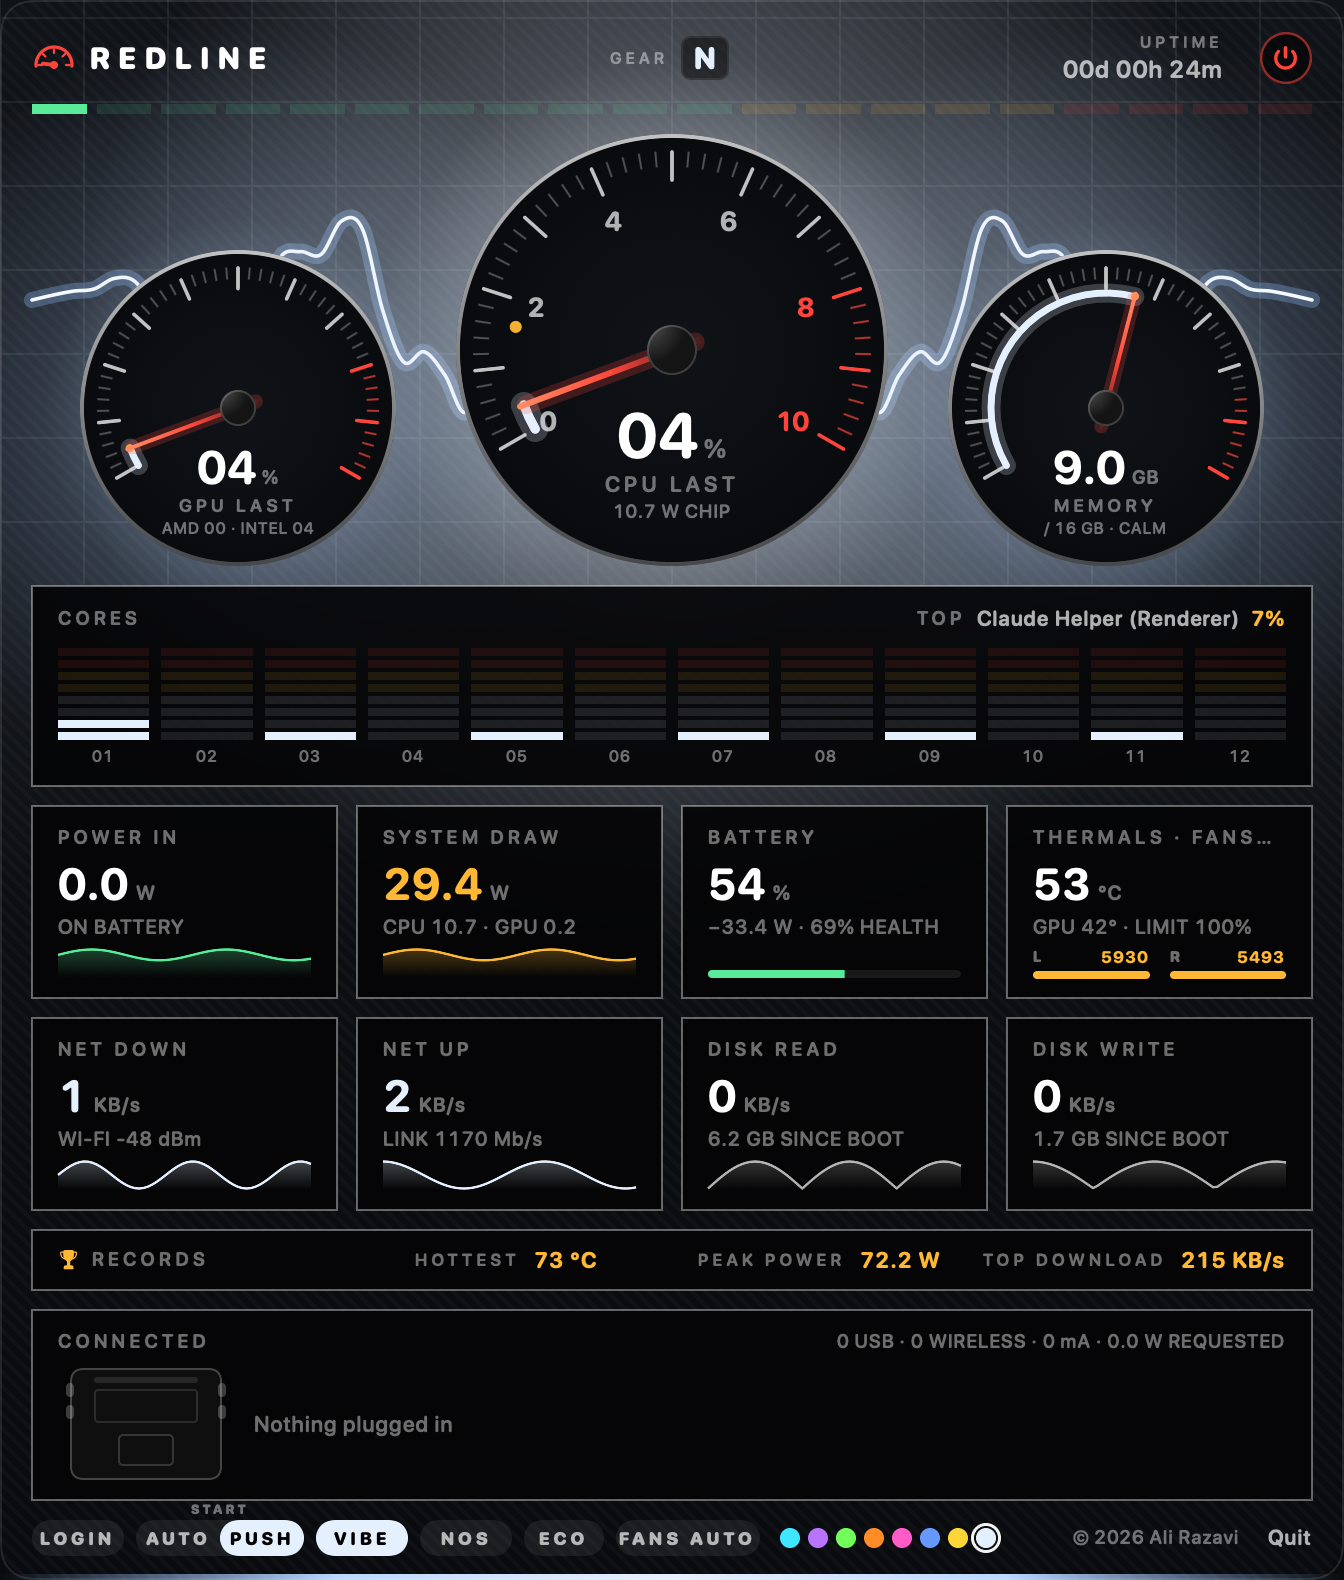 REDLINE
GEAR N
UPTIME
00d 00h 24m
4 6
2 8
0 10
04 %
CPU LAST
10.7 W CHIP
04 %
GPU LAST
AMD 00 · INTEL 04
9.0 GB
MEMORY
/ 16 GB · CALM
CORES
TOP Claude Helper (Renderer) 7%
01 02 03 04 05 06 07 08 09 10 11 12
POWER IN
0.0 W
ON BATTERY
SYSTEM DRAW
29.4 W
CPU 10.7 · GPU 0.2
BATTERY
54 %
−33.4 W · 69% HEALTH
THERMALS · FANS…
53 °C
GPU 42° · LIMIT 100%
L 5930 R 5493
NET DOWN
1 KB/s
WI-FI -48 dBm
NET UP
2 KB/s
LINK 1170 Mb/s
DISK READ
0 KB/s
6.2 GB SINCE BOOT
DISK WRITE
0 KB/s
1.7 GB SINCE BOOT
RECORDS HOTTEST 73 °C PEAK POWER 72.2 W TOP DOWNLOAD 215 KB/s
CONNECTED
0 USB · 0 WIRELESS · 0 mA · 0.0 W REQUESTED
Nothing plugged in
START
LOGIN AUTO PUSH VIBE NOS ECO FANS AUTO © 2026 Ali Razavi Quit